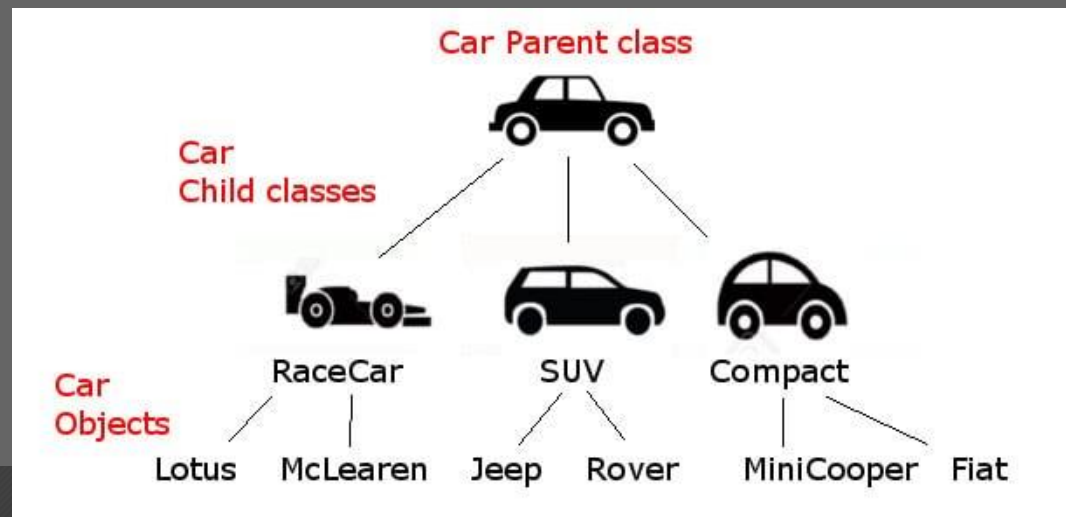 Car Parent class
Car
Child classes
RaceCar SUV Compact
Car
Objects
Lotus McLearen Jeep Rover MiniCooper Fiat